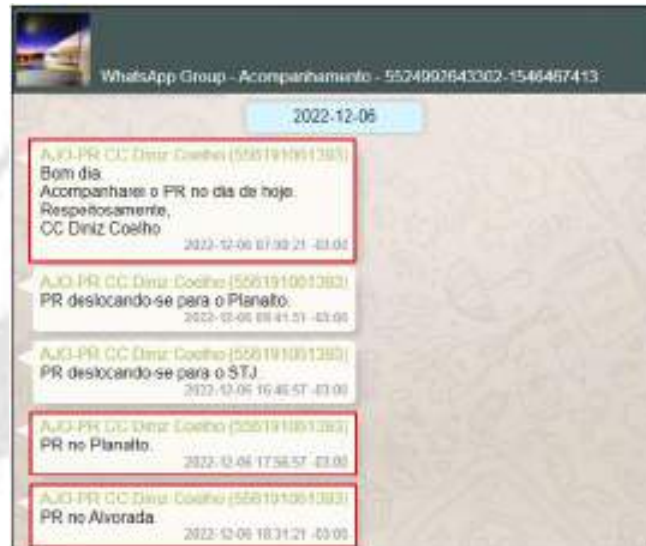 WhatsApp Group - Acompanhamento - 5524992643302-1546467413
2022-12-06
AJO-PR CC Diniz Coelho (556191061393)
Bom dia
Acompanharei o PR no dia de hoje.
Respeitosamente,
CC Diniz Coelho
2022-12-06 07:30:21 -03:00
AJO-PR CC Diniz Coelho (556191061393)
PR deslocando-se para o Planalto.
2022-12-06 09:41:51 -03:00
AJO-PR CC Diniz Coelho (556191061393)
PR deslocando-se para o STJ
2022-12-06 16:46:57 -03:00
AJO-PR CC Diniz Coelho (556191061393)
PR no Planalto.
2022-12-06 17:56:57 -03:00
AJO-PR CC Diniz Coelho (556191061393)
PR no Alvorada
2022-12-06 18:31:21 -03:00